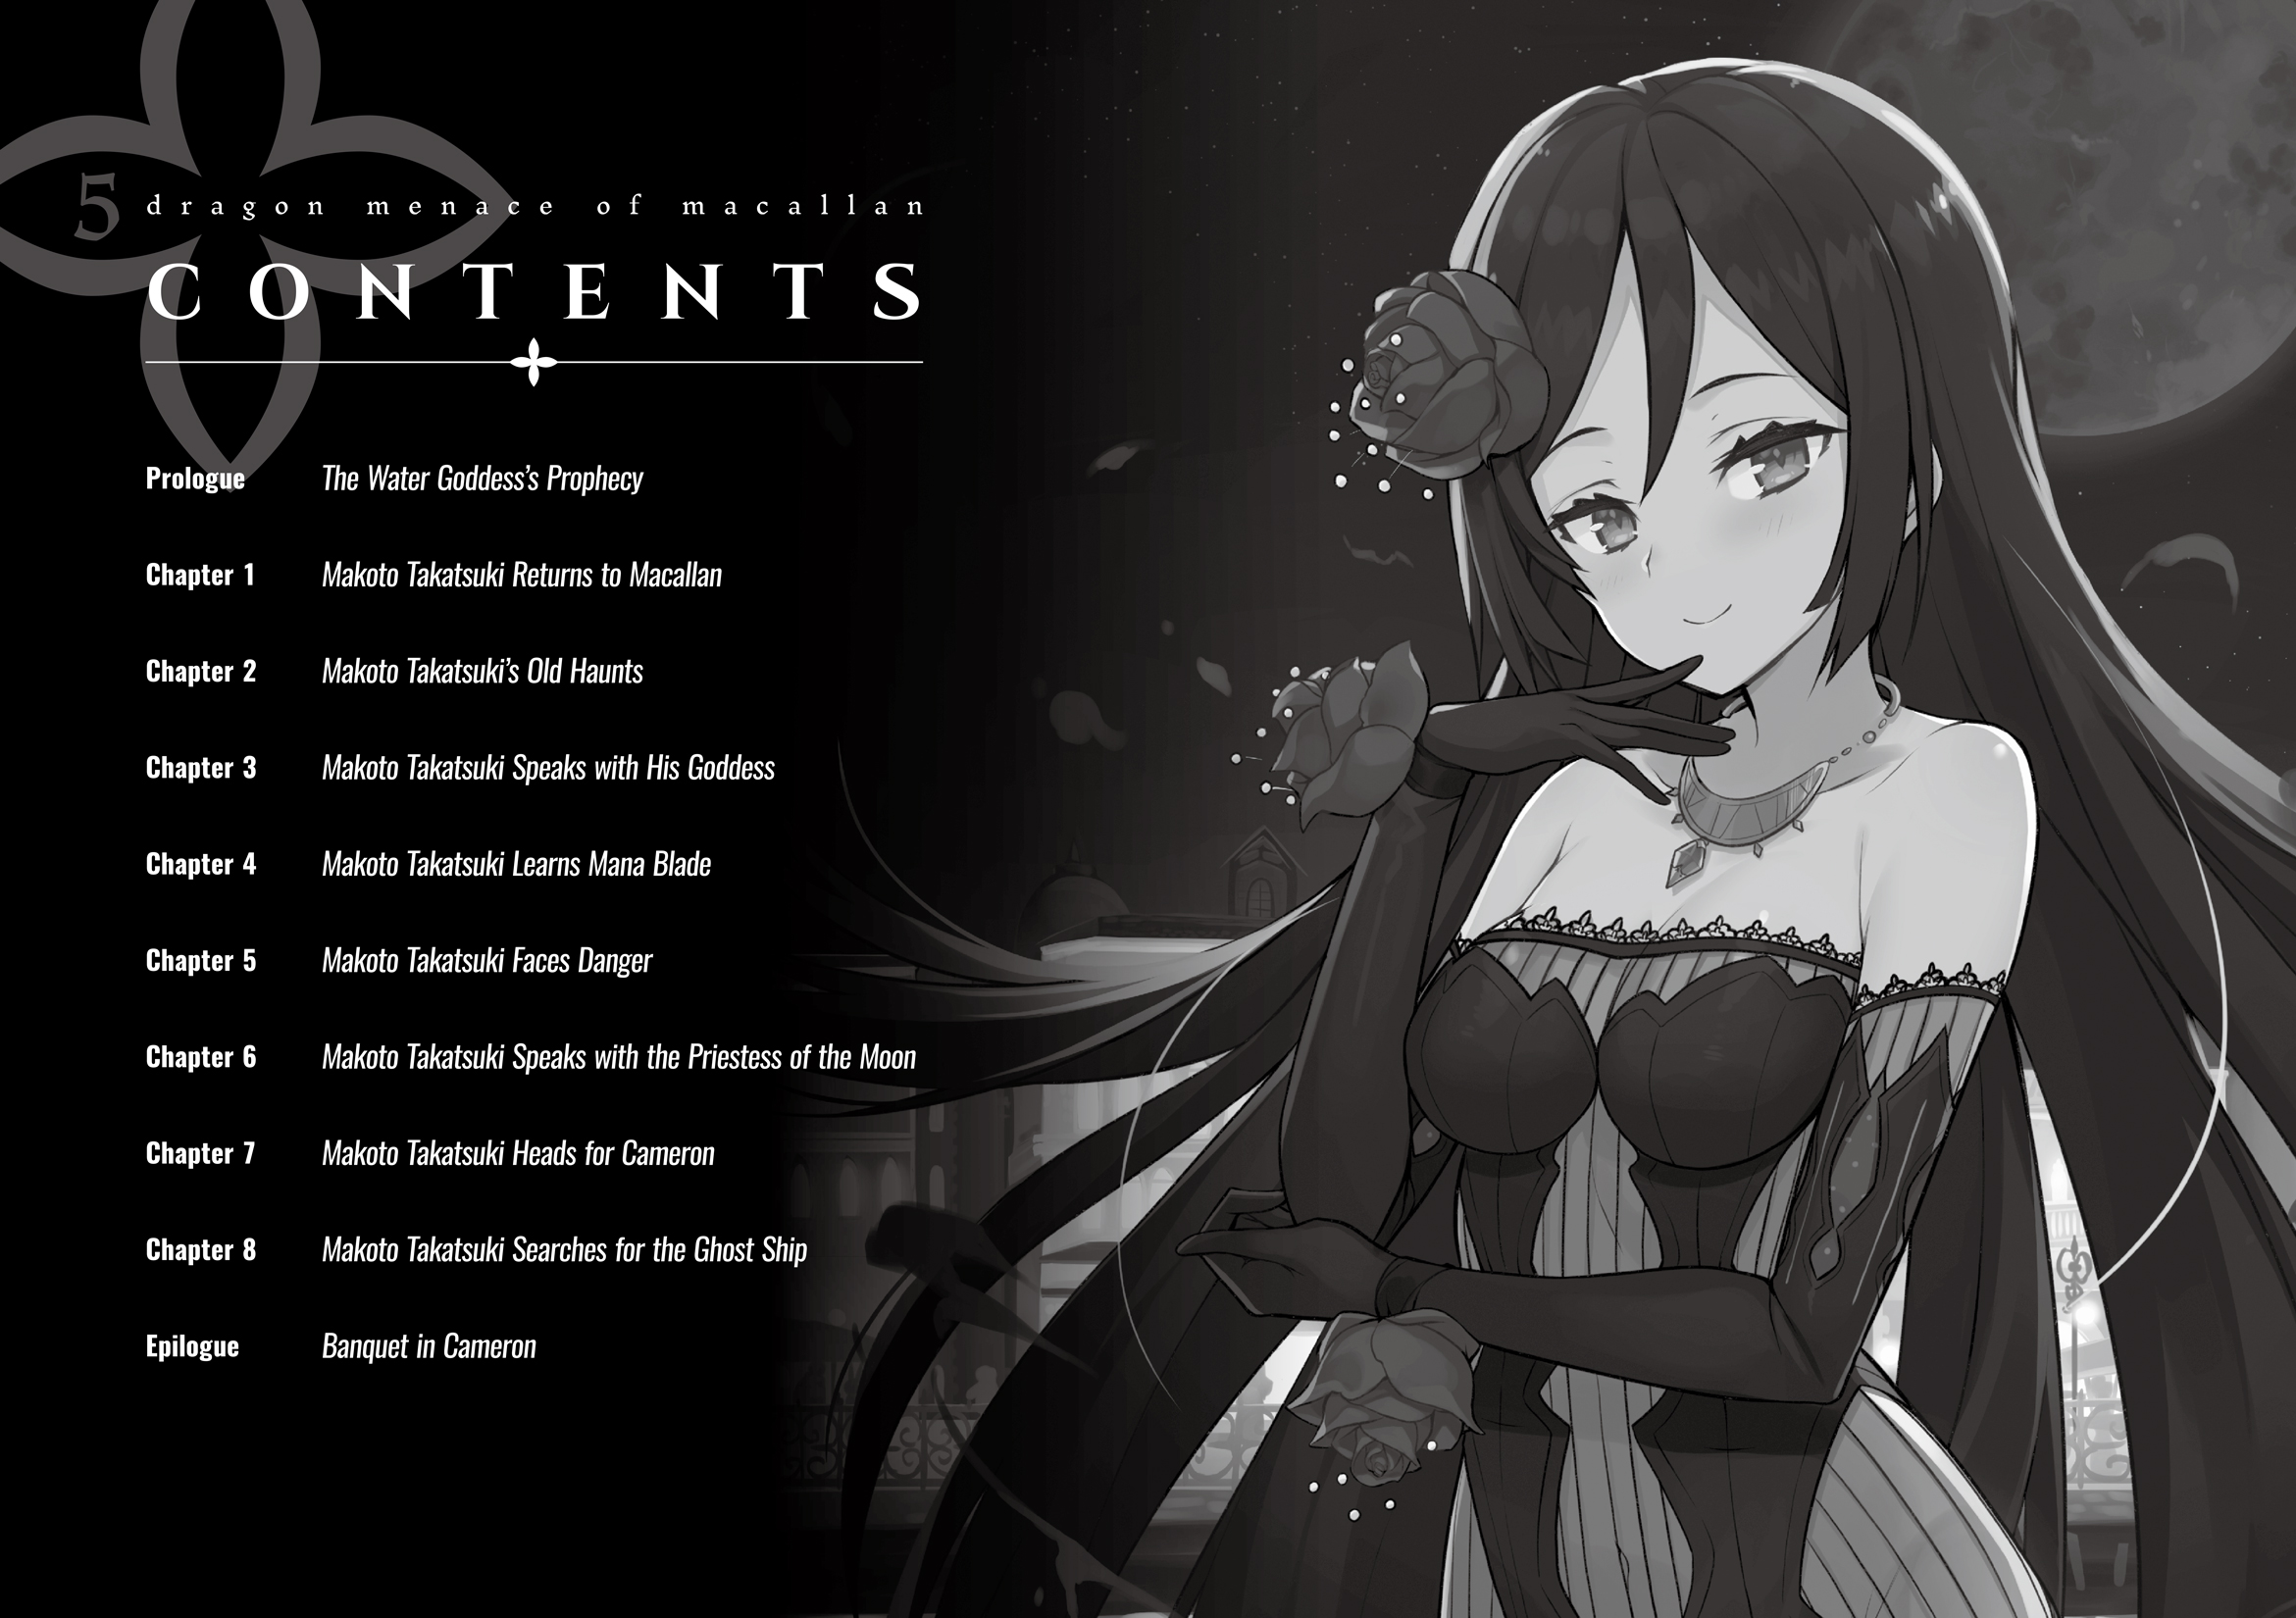 5 dragon menace of macallan
CONTENTS
Prologue The Water Goddess’s Prophecy
Chapter 1 Makoto Takatsuki Returns to Macallan
Chapter 2 Makoto Takatsuki’s Old Haunts
Chapter 3 Makoto Takatsuki Speaks with His Goddess
Chapter 4 Makoto Takatsuki Learns Mana Blade
Chapter 5 Makoto Takatsuki Faces Danger
Chapter 6 Makoto Takatsuki Speaks with the Priestess of the Moon
Chapter 7 Makoto Takatsuki Heads for Cameron
Chapter 8 Makoto Takatsuki Searches for the Ghost Ship
Epilogue Banquet in Cameron